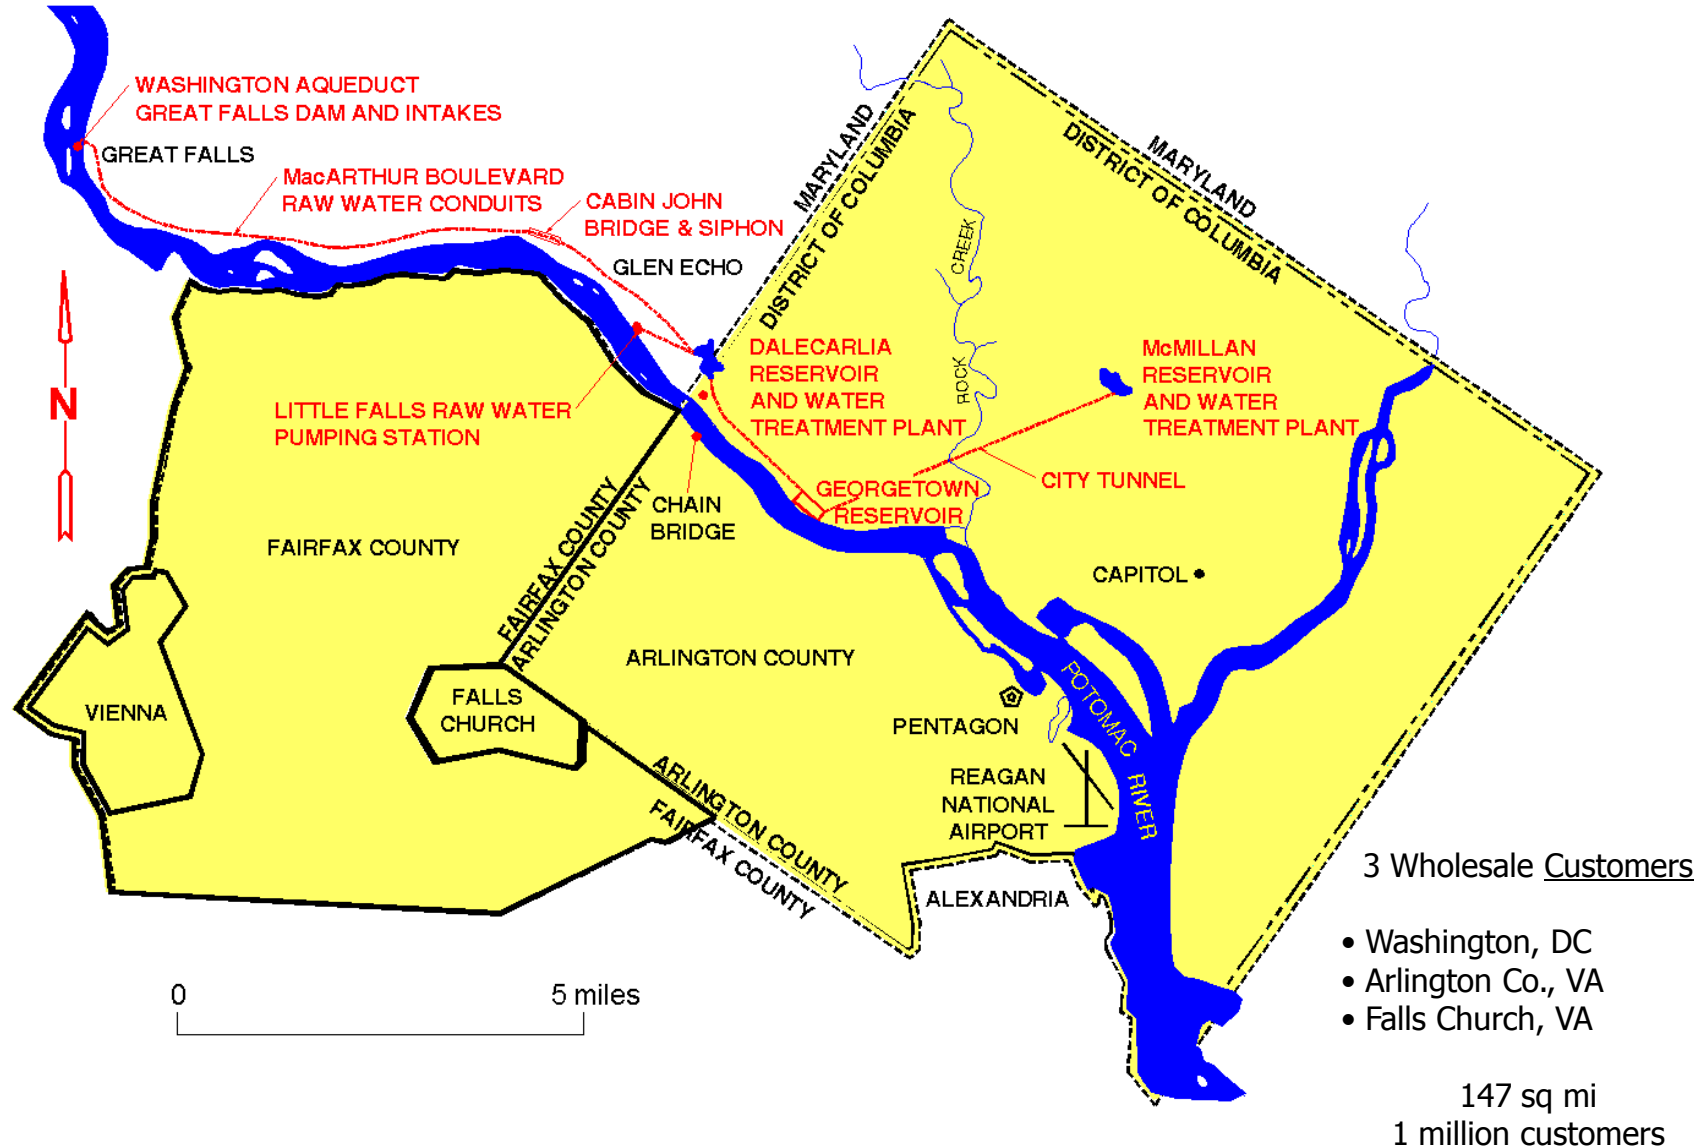 WASHINGTON AQUEDUCT
GREAT FALLS DAM AND INTAKES
GREAT FALLS
MacARTHUR BOULEVARD
RAW WATER CONDUITS
CABIN JOHN
BRIDGE & SIPHON
GLEN ECHO
MARYLAND
DISTRICT OF COLUMBIA
MARYLAND
DISTRICT OF COLUMBIA
ROCK CREEK
N
DALECARLIA
RESERVOIR
AND WATER
TREATMENT PLANT
McMILLAN
RESERVOIR
AND WATER
TREATMENT PLANT
LITTLE FALLS RAW WATER
PUMPING STATION
CITY TUNNEL
GEORGETOWN
RESERVOIR
CHAIN
BRIDGE
FAIRFAX COUNTY
FAIRFAX COUNTY
ARLINGTON COUNTY
CAPITOL
ARLINGTON COUNTY
VIENNA
FALLS
CHURCH
PENTAGON
POTOMAC RIVER
REAGAN
NATIONAL
AIRPORT
ARLINGTON COUNTY
FAIRFAX COUNTY
ALEXANDRIA
0 5 miles
3 Wholesale Customers
• Washington, DC
• Arlington Co., VA
• Falls Church, VA
147 sq mi
1 million customers